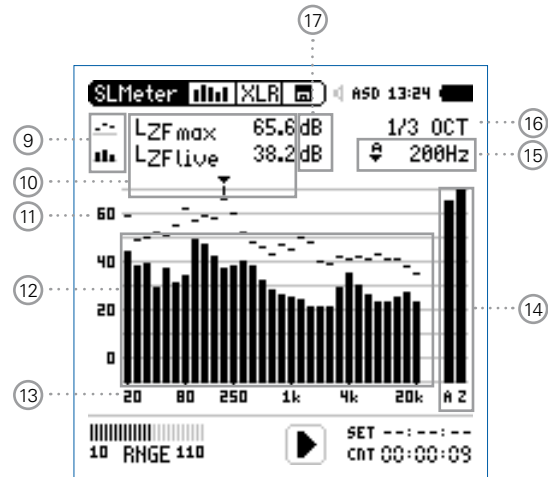 17
SLMeter XLR ASD 13:24
9
LZFmax 65.6 dB
1/3 OCT
16
LZFlive 38.2 dB
200Hz
15
10
11
60
40
12
20
14
0
13
20 80 250 1k 4k 20k A Z
SET --:--:--
10 RNGE 110
CNT 00:00:09